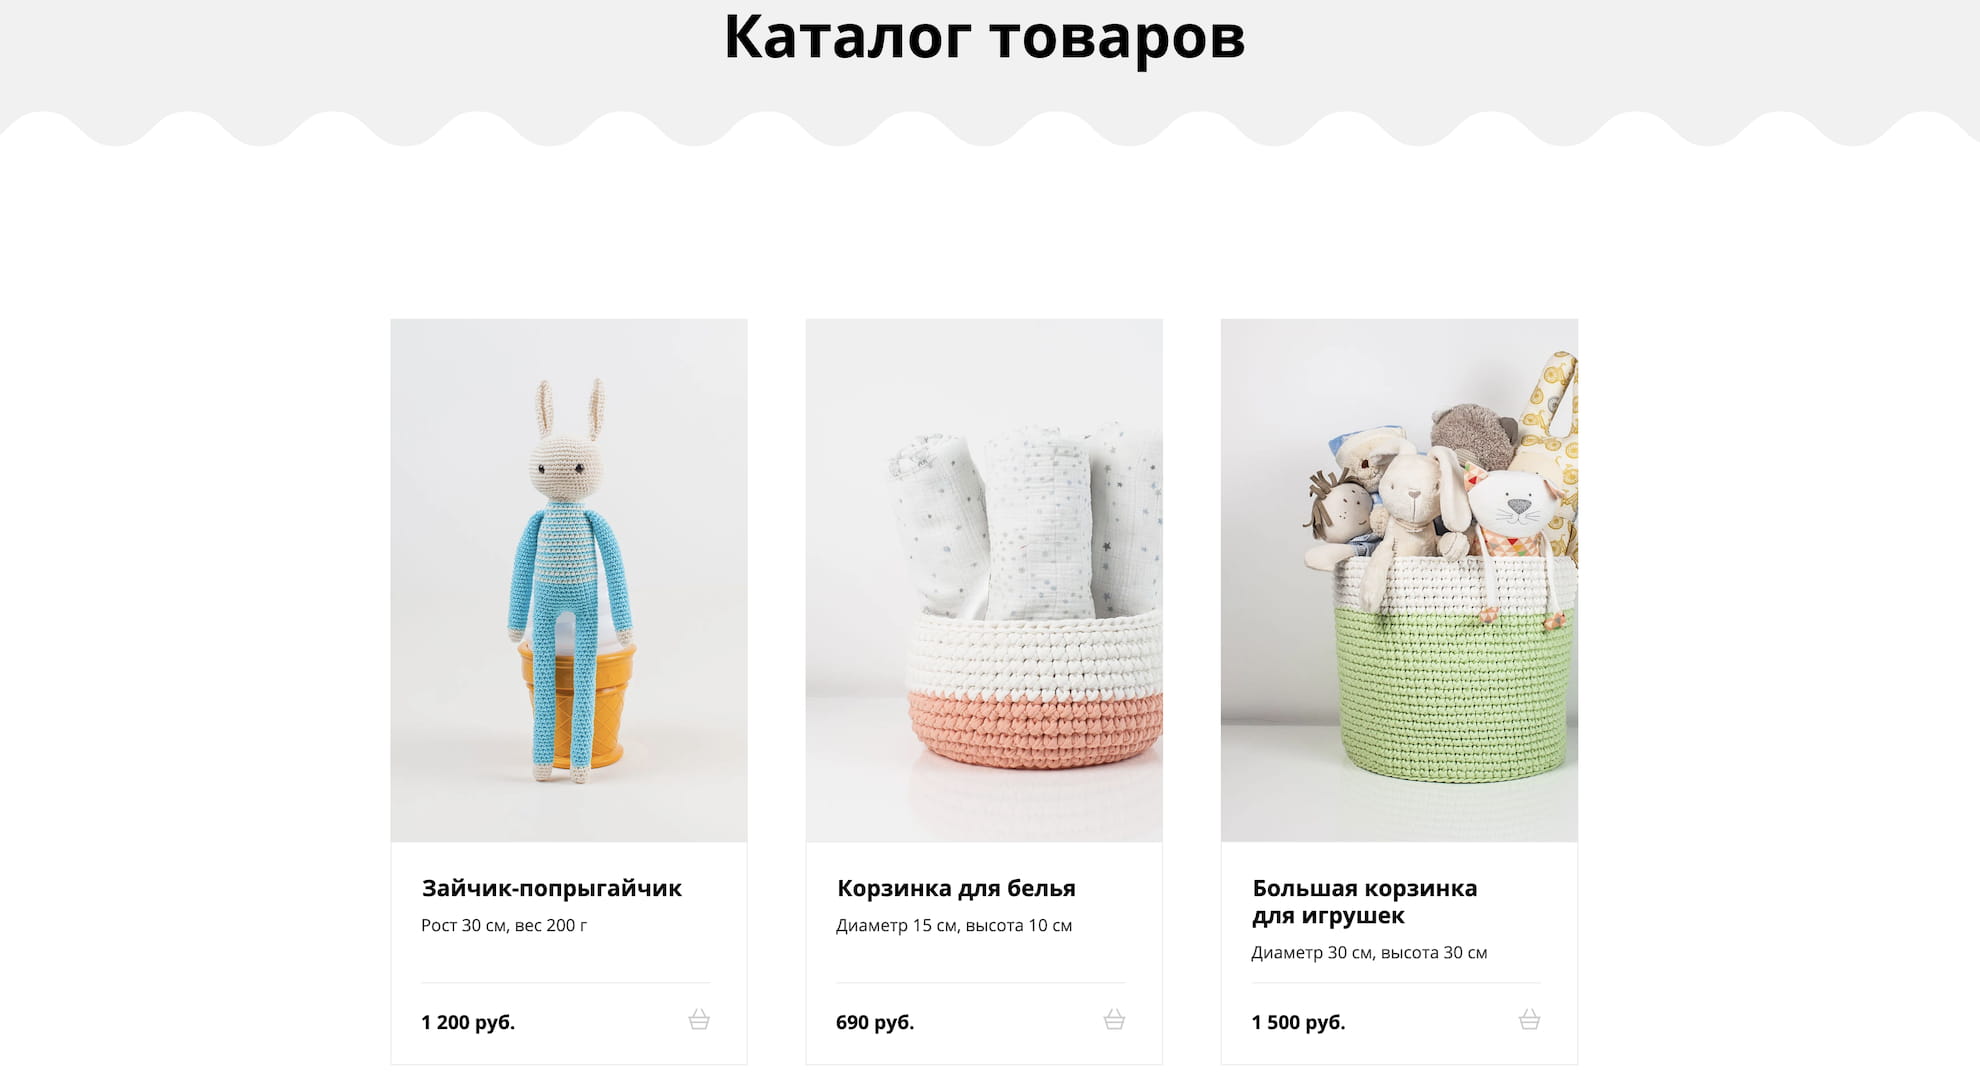 Каталог товаров
Зайчик-попрыгайчик
Рост 30 см, вес 200 г
1 200 руб.
Корзинка для белья
Диаметр 15 см, высота 10 см
690 руб.
Большая корзинка
для игрушек
Диаметр 30 см, высота 30 см
1 500 руб.